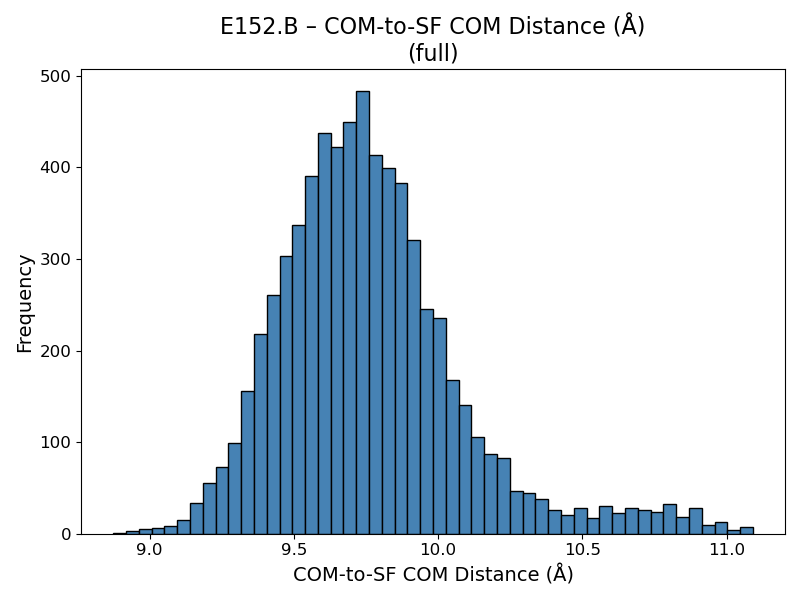 E152.B – COM-to-SF COM Distance (Å)
(full)
500
400
300
200
100
0
Frequency
9.0 9.5 10.0 10.5 11.0
COM-to-SF COM Distance (Å)